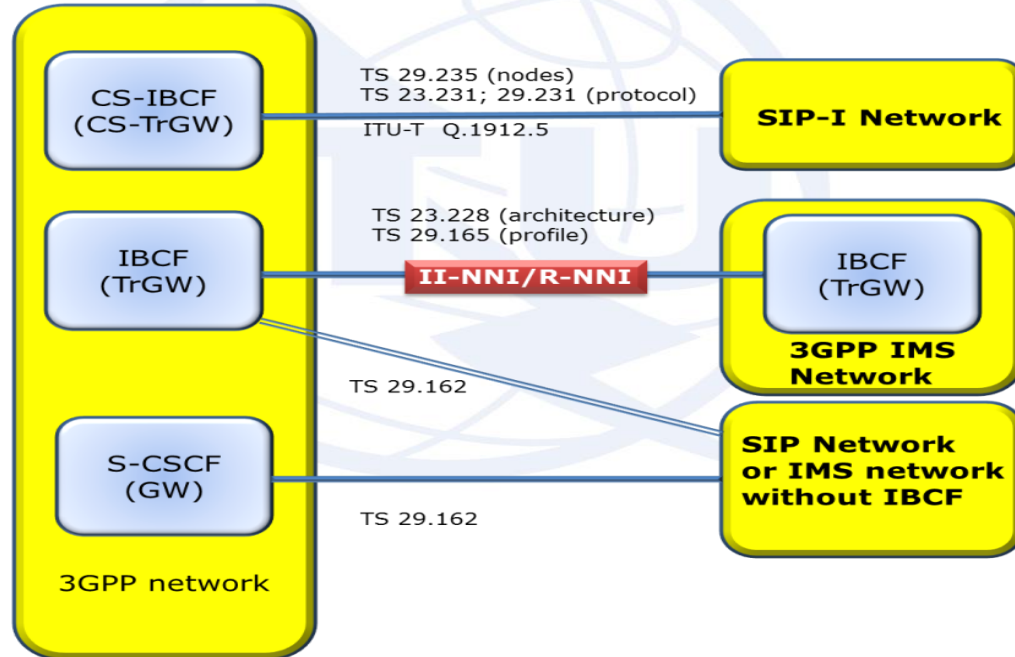 CS-IBCF
(CS-TrGW)
TS 29.235 (nodes)
TS 23.231; 29.231 (protocol)
ITU-T Q.1912.5
SIP-I Network
IBCF
(TrGW)
TS 23.228 (architecture)
TS 29.165 (profile)
II-NNI/R-NNI
IBCF
(TrGW)
3GPP IMS
Network
TS 29.162
S-CSCF
(GW)
TS 29.162
SIP Network
or IMS network
without IBCF
3GPP network